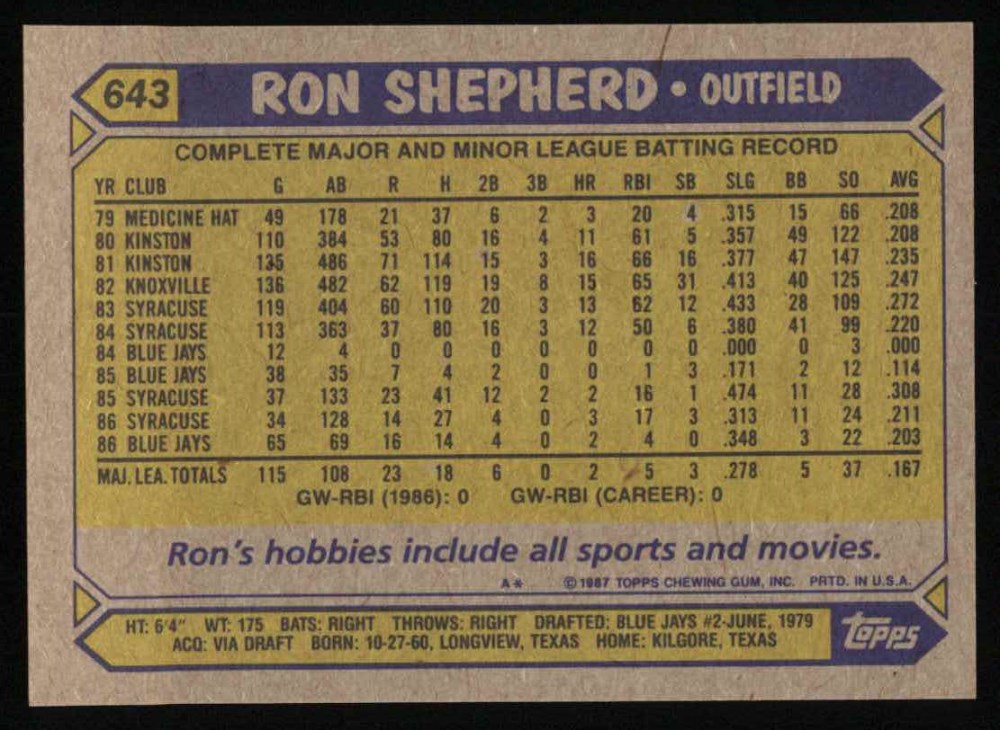 643 RON SHEPHERD • OUTFIELD
COMPLETE MAJOR AND MINOR LEAGUE BATTING RECORD
YR CLUB G AB R H 2B 3B HR RBI SB SLG BB SO AVG
79 MEDICINE HAT 49 178 21 37 6 2 3 20 4 .315 15 66 .208
80 KINSTON 110 384 53 80 16 4 11 61 5 .357 49 122 .208
81 KINSTON 135 486 71 114 15 3 16 66 16 .377 47 147 .235
82 KNOXVILLE 136 482 62 119 19 8 15 65 31 .413 40 125 .247
83 SYRACUSE 119 404 60 110 20 3 13 62 12 .433 28 109 .272
84 SYRACUSE 113 363 37 80 16 3 12 50 6 .380 41 99 .220
84 BLUE JAYS 12 4 0 0 0 0 0 0 0 .000 0 3 .000
85 BLUE JAYS 38 35 7 4 2 0 0 1 3 .171 2 12 .114
85 SYRACUSE 37 133 23 41 12 2 2 16 1 .474 11 28 .308
86 SYRACUSE 34 128 14 27 4 0 3 17 3 .313 11 24 .211
86 BLUE JAYS 65 69 16 14 4 0 2 4 0 .348 3 22 .203
MAJ. LEA. TOTALS 115 108 23 18 6 0 2 5 3 .278 5 37 .167
GW-RBI (1986): 0 GW-RBI (CAREER): 0
Ron's hobbies include all sports and movies.
A* ©1987 TOPPS CHEWING GUM, INC. PRTD. IN U.S.A.
HT: 6'4" WT: 175 BATS: RIGHT THROWS: RIGHT DRAFTED: BLUE JAYS #2-JUNE, 1979
ACQ: VIA DRAFT BORN: 10-27-60, LONGVIEW, TEXAS HOME: KILGORE, TEXAS
topps